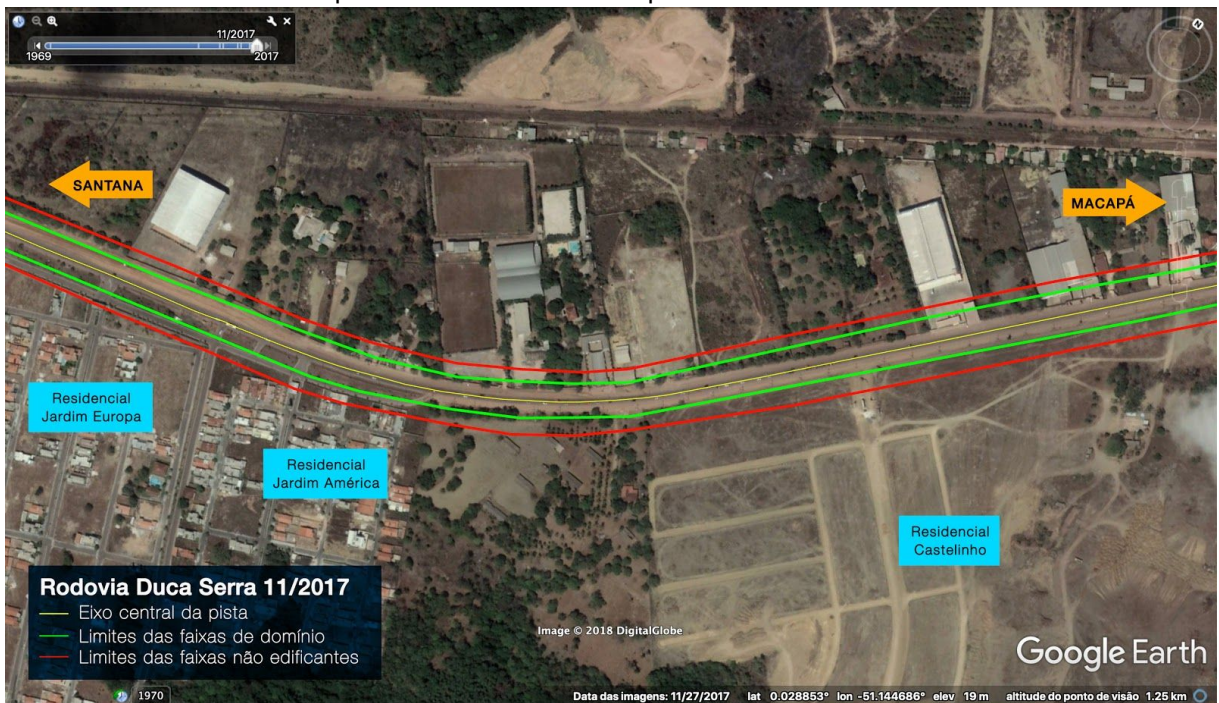 11/2017
1969
2017
SANTANA
MACAPÁ
Residencial
Jardim Europa
Residencial
Jardim América
Residencial
Castelinho
Rodovia Duca Serra 11/2017
Eixo central da pista
Limites das faixas de domínio
Limites das faixas não edificantes
Image © 2018 DigitalGlobe
Google Earth
1970
Data das imagens: 11/27/2017 lat 0.028853° lon -51.144686° elev 19 m altitude do ponto de visão 1.25 km